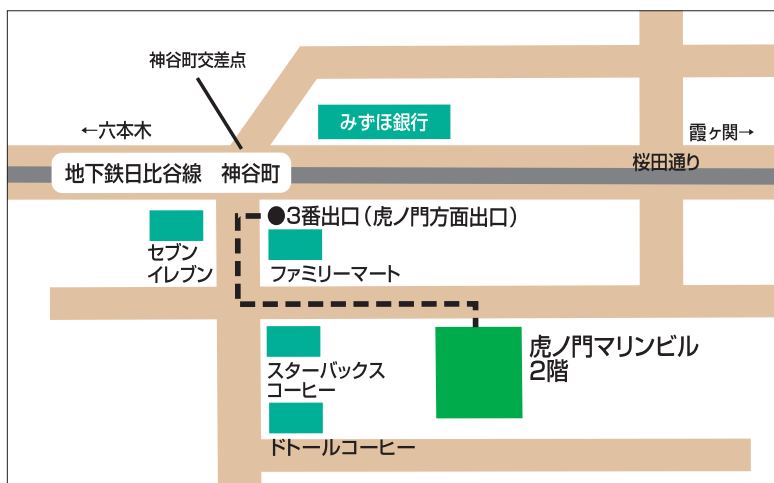 神谷町交差点
みずほ銀行
←六本木
霞ヶ関→
桜田通り
地下鉄日比谷線 神谷町
●3番出口(虎ノ門方面出口)
セブン
イレブン
ファミリーマート
虎ノ門マリンビル
2階
スターバックス
コーヒー
ドトールコーヒー